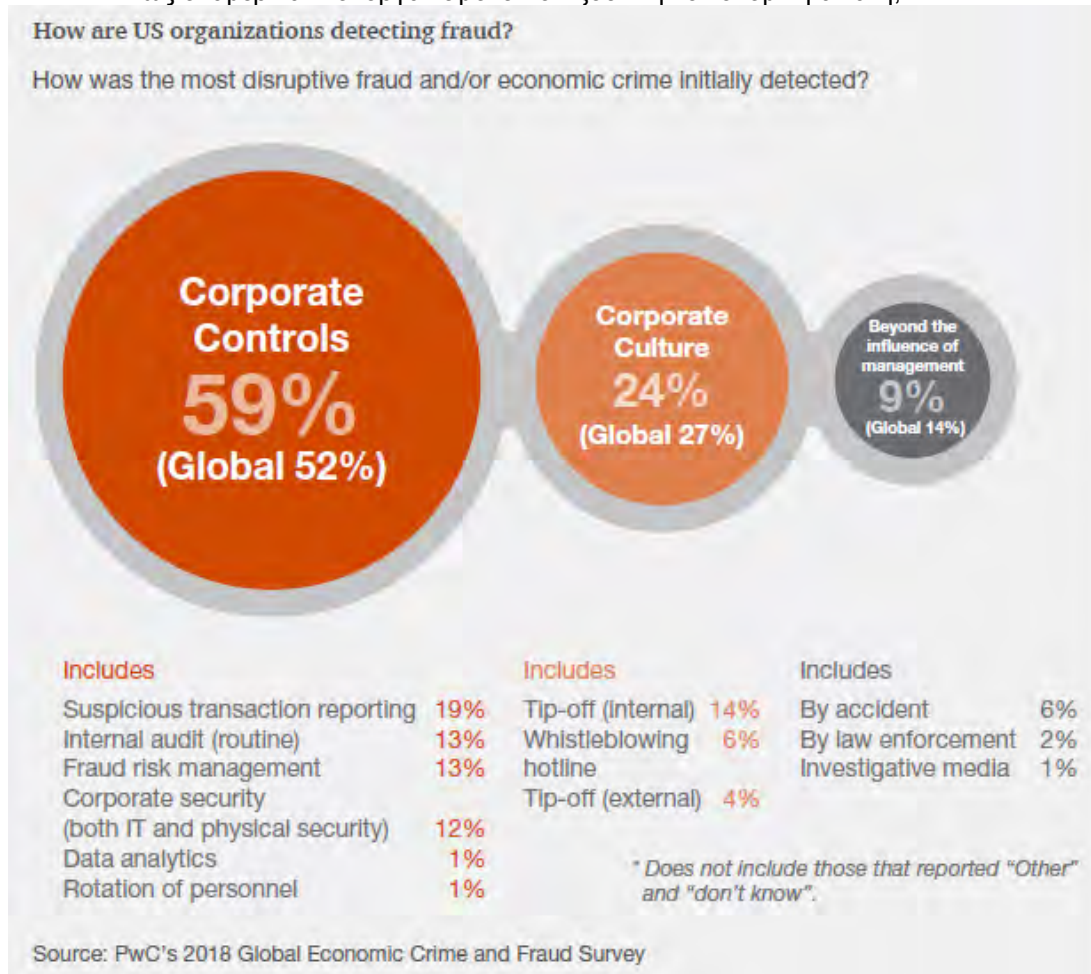 How are US organizations detecting fraud?
How was the most disruptive fraud and/or economic crime initially detected?
Corporate
Controls
59%
(Global 52%)
Corporate
Culture
24%
(Global 27%)
Beyond the
influence of
management
9%
(Global 14%)
Includes
Suspicious transaction reporting 19%
Internal audit (routine) 13%
Fraud risk management 13%
Corporate security
(both IT and physical security) 12%
Data analytics 1%
Rotation of personnel 1%
Includes
Tip-off (internal) 14%
Whistleblowing 6%
hotline
Tip-off (external) 4%
Includes
By accident 6%
By law enforcement 2%
Investigative media 1%
* Does not include those that reported “Other”
and “don’t know”.
Source: PwC’s 2018 Global Economic Crime and Fraud Survey